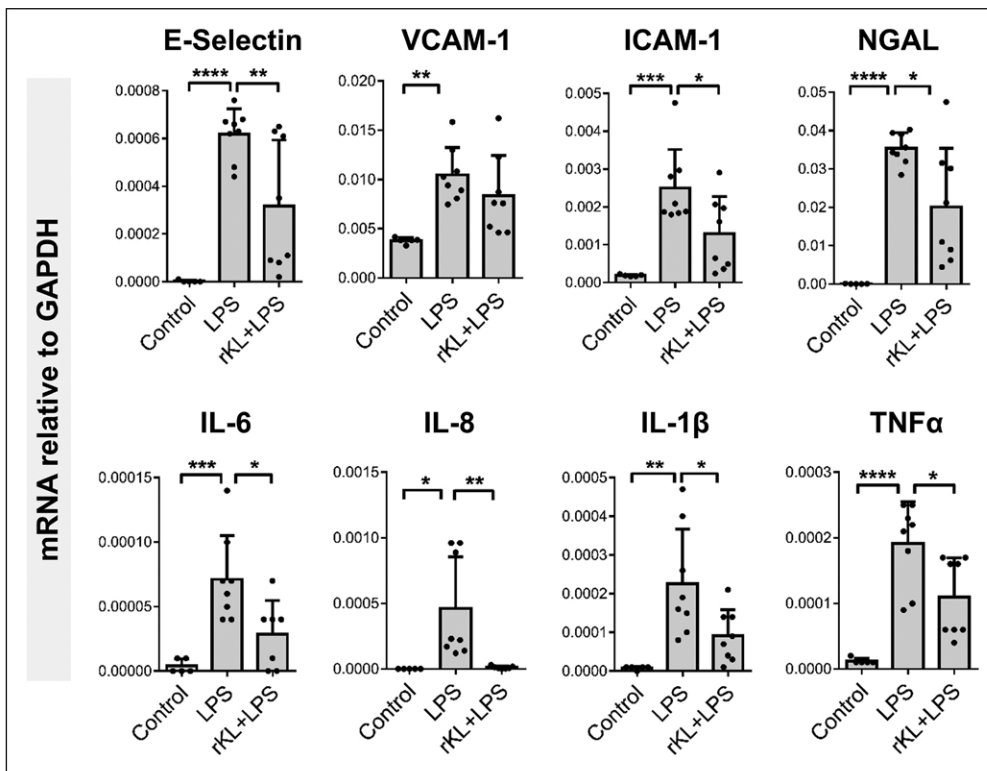 E-Selectin
**** **
0.0008
0.0006
0.0004
0.0002
0.0000
Control
LPS
rKL+LPS
VCAM-1
**
0.020
0.015
0.010
0.005
0.000
Control
LPS
rKL+LPS
ICAM-1
*** *
0.005
0.004
0.003
0.002
0.001
0.000
Control
LPS
rKL+LPS
NGAL
**** *
0.05
0.04
0.03
0.02
0.01
0.00
Control
LPS
rKL+LPS
mRNA relative to GAPDH
IL-6
*** *
0.00015
0.00010
0.00005
0.00000
Control
LPS
rKL+LPS
IL-8
* **
0.0015
0.0010
0.0005
0.0000
Control
LPS
rKL+LPS
IL-1β
** *
0.0005
0.0004
0.0003
0.0002
0.0001
0.0000
Control
LPS
rKL+LPS
TNFα
**** *
0.0003
0.0002
0.0001
0.0000
Control
LPS
rKL+LPS